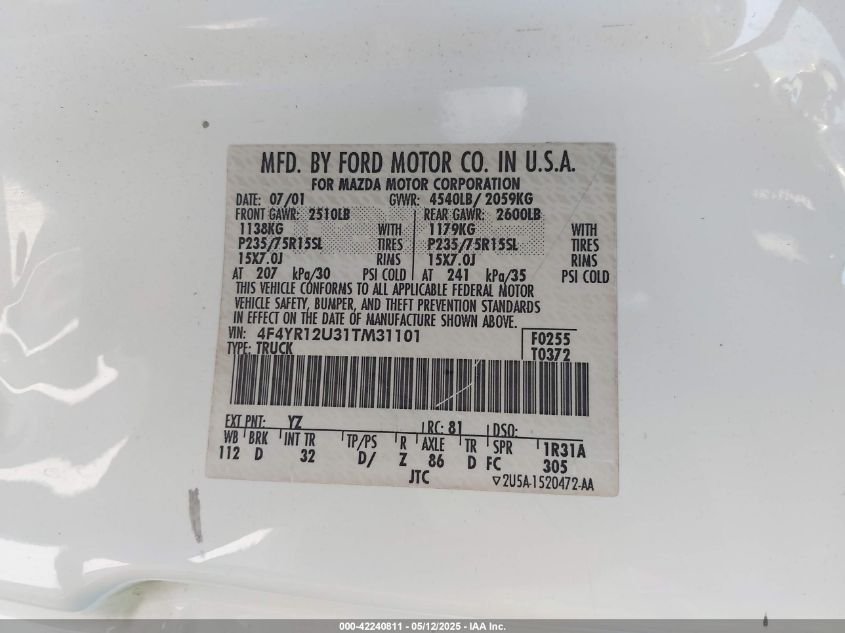 MFD. BY FORD MOTOR CO. IN U.S.A.
FOR MAZDA MOTOR CORPORATION
DATE: 07/01 GVWR: 4540LB/ 2059KG
FRONT GAWR: 2510LB REAR GAWR: 2600LB
1138KG WITH 1179KG WITH
P235/75R15SL TIRES P235/75R15SL TIRES
15X7.0J RIMS 15X7.0J RIMS
AT 207 kPa/30 PSI COLD AT 241 kPa/35 PSI COLD
THIS VEHICLE CONFORMS TO ALL APPLICABLE FEDERAL MOTOR
VEHICLE SAFETY, BUMPER, AND THEFT PREVENTION STANDARDS
IN EFFECT ON THE DATE OF MANUFACTURE SHOWN ABOVE.
VIN: 4F4YR12U31TM31101 F0255
TYPE: TRUCK T0372
EXT PNT: YZ RC: 81 DSO:
WB BRK INT TR TP/PS R AXLE TR SPR 1R31A
112 D 32 D/ Z 86 D FC 305
JTC ▽2U5A-1520472-AA
000-42240811 - 05/12/2025 - IAA Inc.